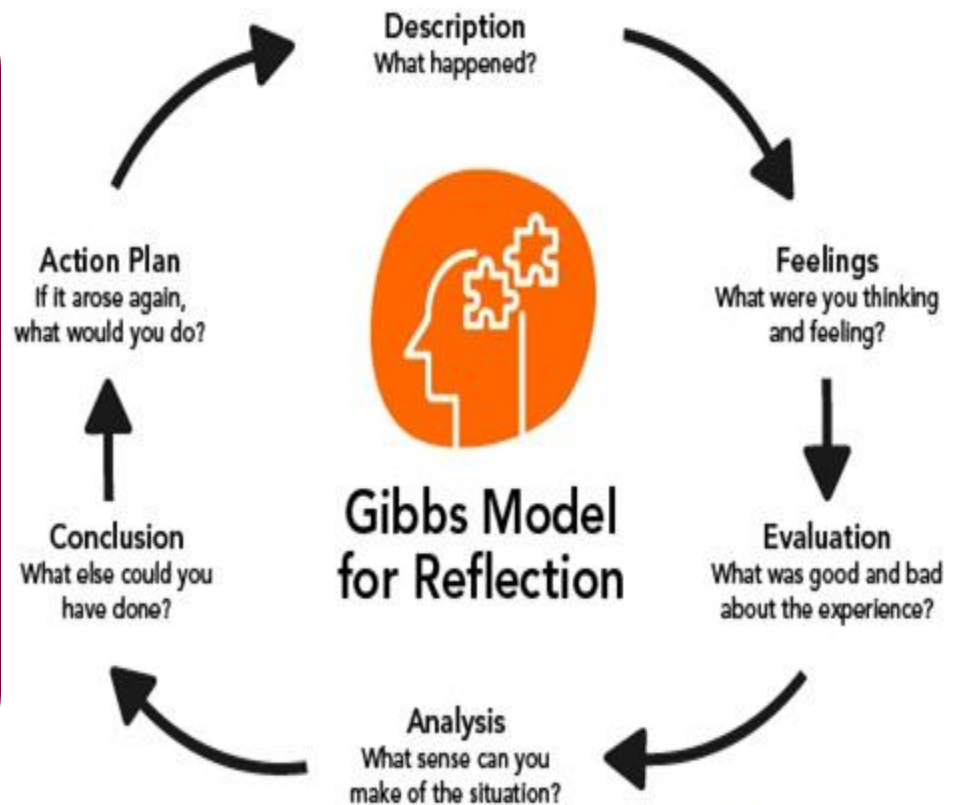 Description
What happened?
Feelings
What were you thinking
and feeling?
Evaluation
What was good and bad
about the experience?
Analysis
What sense can you
make of the situation?
Conclusion
What else could you
have done?
Action Plan
If it arose again,
what would you do?
Gibbs Model
for Reflection